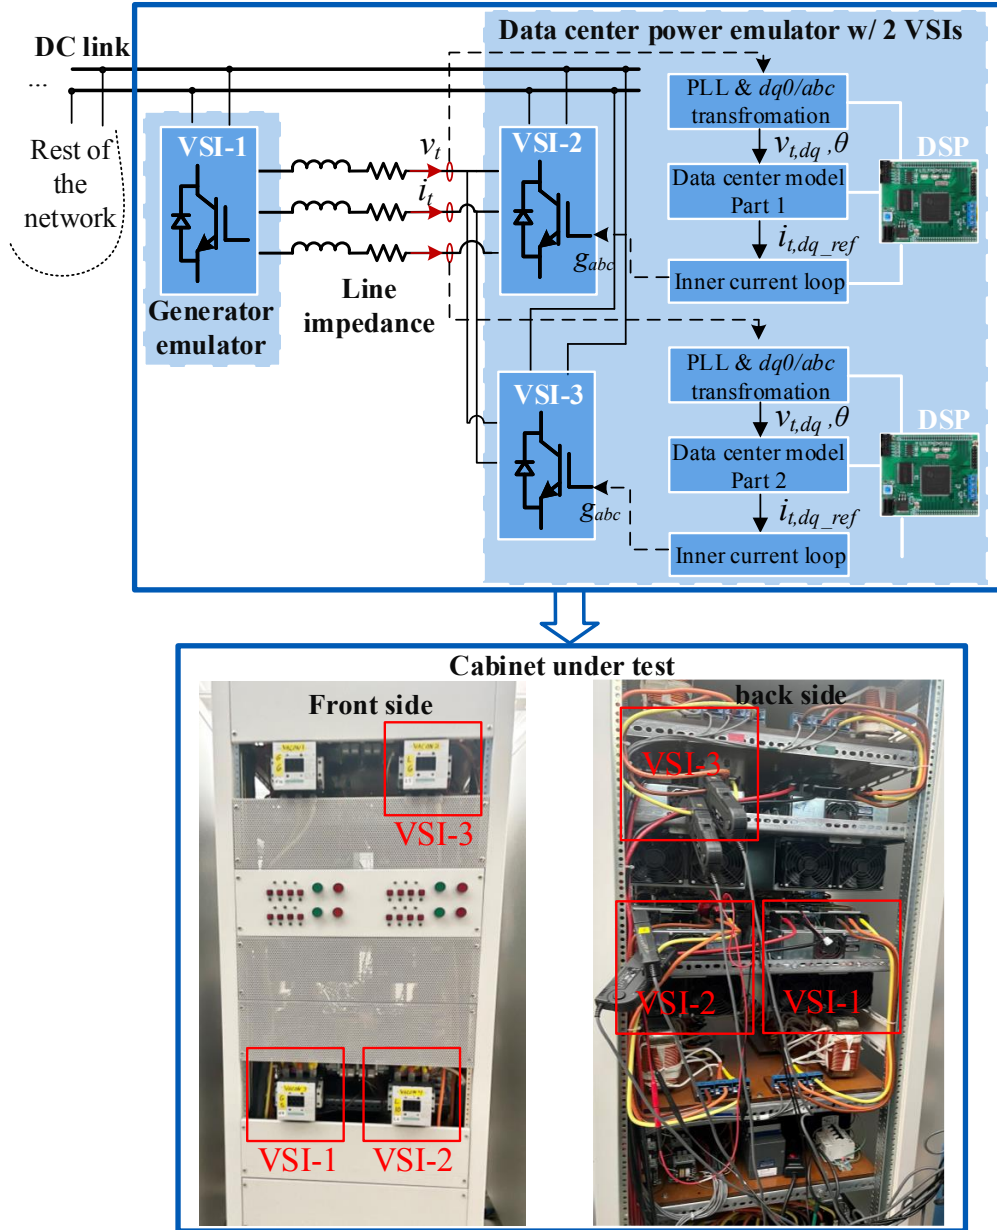 Data center power emulator w/ 2 VSIs
DC link
...
Rest of
the
network
VSI-1
Generator
emulator
Line
impedance
v_t
i_t
VSI-2
g_abc
PLL & dq0/abc
transfromation
v_t,dq ,θ
Data center model
Part 1
i_t,dq_ref
Inner current loop
DSP
VSI-3
g_abc
PLL & dq0/abc
transfromation
v_t,dq ,θ
Data center model
Part 2
i_t,dq_ref
Inner current loop
DSP
Cabinet under test
Front side
VSI-3
VSI-1
VSI-2
back side
VSI-3
VSI-2
VSI-1